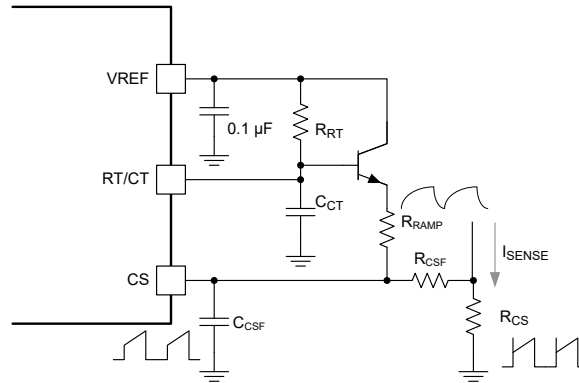 VREF
0.1 µF
RRT
RT/CT
CCT
RRAMP
ISENSE
RCSF
CS
RCS
CCSF